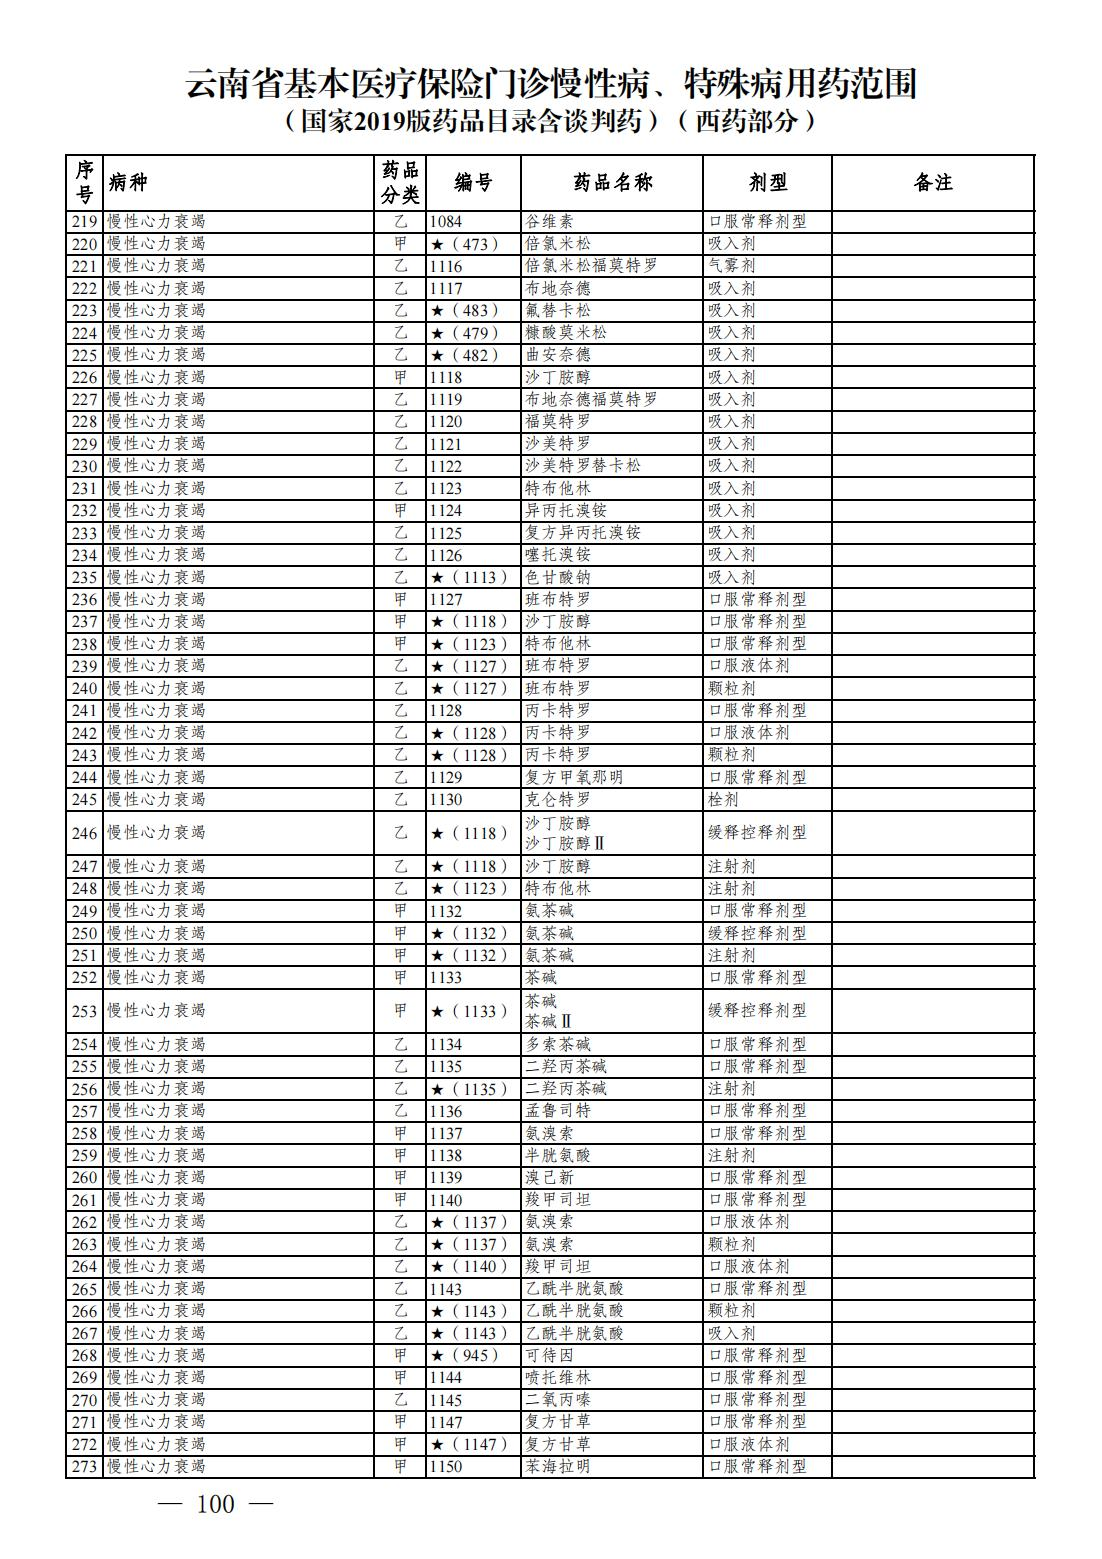 云南省基本医疗保险门诊慢性病、特殊病用药范围
（国家2019版药品目录含谈判药）（西药部分）
序号 病种 药品分类 编号 药品名称 剂型 备注
219 慢性心力衰竭 乙 1084 谷维素 口服常释剂型
220 慢性心力衰竭 甲 ★（473） 倍氯米松 吸入剂
221 慢性心力衰竭 乙 1116 倍氯米松福莫特罗 气雾剂
222 慢性心力衰竭 乙 1117 布地奈德 吸入剂
223 慢性心力衰竭 乙 ★（483） 氟替卡松 吸入剂
224 慢性心力衰竭 乙 ★（479） 糠酸莫米松 吸入剂
225 慢性心力衰竭 乙 ★（482） 曲安奈德 吸入剂
226 慢性心力衰竭 甲 1118 沙丁胺醇 吸入剂
227 慢性心力衰竭 乙 1119 布地奈德福莫特罗 吸入剂
228 慢性心力衰竭 乙 1120 福莫特罗 吸入剂
229 慢性心力衰竭 乙 1121 沙美特罗 吸入剂
230 慢性心力衰竭 乙 1122 沙美特罗替卡松 吸入剂
231 慢性心力衰竭 乙 1123 特布他林 吸入剂
232 慢性心力衰竭 甲 1124 异丙托溴铵 吸入剂
233 慢性心力衰竭 乙 1125 复方异丙托溴铵 吸入剂
234 慢性心力衰竭 乙 1126 噻托溴铵 吸入剂
235 慢性心力衰竭 乙 ★（1113） 色甘酸钠 吸入剂
236 慢性心力衰竭 甲 1127 班布特罗 口服常释剂型
237 慢性心力衰竭 甲 ★（1118） 沙丁胺醇 口服常释剂型
238 慢性心力衰竭 甲 ★（1123） 特布他林 口服常释剂型
239 慢性心力衰竭 乙 ★（1127） 班布特罗 口服液体剂
240 慢性心力衰竭 乙 ★（1127） 班布特罗 颗粒剂
241 慢性心力衰竭 乙 1128 丙卡特罗 口服常释剂型
242 慢性心力衰竭 乙 ★（1128） 丙卡特罗 口服液体剂
243 慢性心力衰竭 乙 ★（1128） 丙卡特罗 颗粒剂
244 慢性心力衰竭 乙 1129 复方甲氧那明 口服常释剂型
245 慢性心力衰竭 乙 1130 克仑特罗 栓剂
246 慢性心力衰竭 乙 ★（1118） 沙丁胺醇 沙丁胺醇Ⅱ 缓释控释剂型
247 慢性心力衰竭 乙 ★（1118） 沙丁胺醇 注射剂
248 慢性心力衰竭 乙 ★（1123） 特布他林 注射剂
249 慢性心力衰竭 甲 1132 氨茶碱 口服常释剂型
250 慢性心力衰竭 甲 ★（1132） 氨茶碱 缓释控释剂型
251 慢性心力衰竭 甲 ★（1132） 氨茶碱 注射剂
252 慢性心力衰竭 甲 1133 茶碱 口服常释剂型
253 慢性心力衰竭 甲 ★（1133） 茶碱 茶碱Ⅱ 缓释控释剂型
254 慢性心力衰竭 乙 1134 多索茶碱 口服常释剂型
255 慢性心力衰竭 乙 1135 二羟丙茶碱 口服常释剂型
256 慢性心力衰竭 乙 ★（1135） 二羟丙茶碱 注射剂
257 慢性心力衰竭 乙 1136 孟鲁司特 口服常释剂型
258 慢性心力衰竭 甲 1137 氨溴索 口服常释剂型
259 慢性心力衰竭 甲 1138 半胱氨酸 注射剂
260 慢性心力衰竭 甲 1139 溴己新 口服常释剂型
261 慢性心力衰竭 甲 1140 羧甲司坦 口服常释剂型
262 慢性心力衰竭 乙 ★（1137） 氨溴索 口服液体剂
263 慢性心力衰竭 乙 ★（1137） 氨溴索 颗粒剂
264 慢性心力衰竭 乙 ★（1140） 羧甲司坦 口服液体剂
265 慢性心力衰竭 乙 1143 乙酰半胱氨酸 口服常释剂型
266 慢性心力衰竭 乙 ★（1143） 乙酰半胱氨酸 颗粒剂
267 慢性心力衰竭 乙 ★（1143） 乙酰半胱氨酸 吸入剂
268 慢性心力衰竭 甲 ★（945） 可待因 口服常释剂型
269 慢性心力衰竭 甲 1144 喷托维林 口服常释剂型
270 慢性心力衰竭 乙 1145 二氧丙嗪 口服常释剂型
271 慢性心力衰竭 甲 1147 复方甘草 口服常释剂型
272 慢性心力衰竭 甲 ★（1147） 复方甘草 口服液体剂
273 慢性心力衰竭 甲 1150 苯海拉明 口服常释剂型
— 100 —